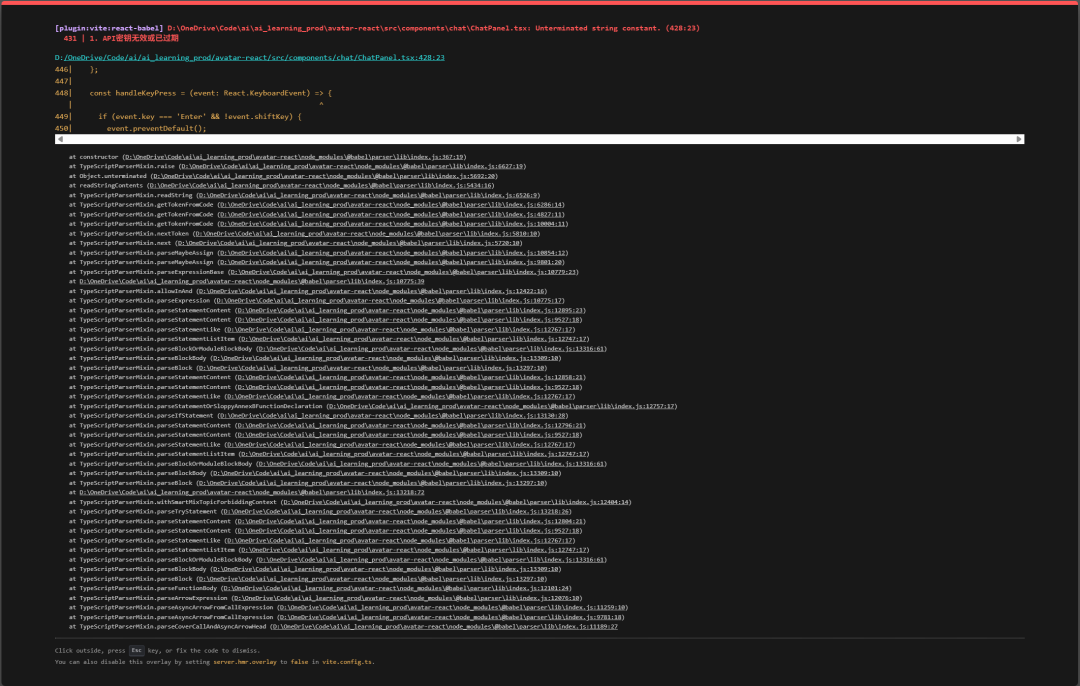 [plugin:vite:react-babel] D:\OneDrive\Code\ai\ai_learning_prod\avatar-react\src\components\chat\ChatPanel.tsx: Unterminated string constant. (428:23)
431 | 1. API密钥无效或已过期
D:/OneDrive/Code/ai/ai_learning_prod/avatar-react/src/components/chat/ChatPanel.tsx:428:23
446| };
447|
448| const handleKeyPress = (event: React.KeyboardEvent) => {
| ^
449| if (event.key === 'Enter' && !event.shiftKey) {
450| event.preventDefault();
at constructor (D:\OneDrive\Code\ai\ai_learning_prod\avatar-react\node_modules\@babel\parser\lib\index.js:367:19)
at TypeScriptParserMixin.raise (D:\OneDrive\Code\ai\ai_learning_prod\avatar-react\node_modules\@babel\parser\lib\index.js:6627:19)
at Object.unterminated (D:\OneDrive\Code\ai\ai_learning_prod\avatar-react\node_modules\@babel\parser\lib\index.js:5692:20)
at readStringContents (D:\OneDrive\Code\ai\ai_learning_prod\avatar-react\node_modules\@babel\parser\lib\index.js:5434:16)
at TypeScriptParserMixin.readString (D:\OneDrive\Code\ai\ai_learning_prod\avatar-react\node_modules\@babel\parser\lib\index.js:6526:9)
at TypeScriptParserMixin.getTokenFromCode (D:\OneDrive\Code\ai\ai_learning_prod\avatar-react\node_modules\@babel\parser\lib\index.js:6286:14)
at TypeScriptParserMixin.getTokenFromCode (D:\OneDrive\Code\ai\ai_learning_prod\avatar-react\node_modules\@babel\parser\lib\index.js:4827:11)
at TypeScriptParserMixin.getTokenFromCode (D:\OneDrive\Code\ai\ai_learning_prod\avatar-react\node_modules\@babel\parser\lib\index.js:10004:11)
at TypeScriptParserMixin.nextToken (D:\OneDrive\Code\ai\ai_learning_prod\avatar-react\node_modules\@babel\parser\lib\index.js:5810:10)
at TypeScriptParserMixin.next (D:\OneDrive\Code\ai\ai_learning_prod\avatar-react\node_modules\@babel\parser\lib\index.js:5720:10)
at TypeScriptParserMixin.parseMaybeAssign (D:\OneDrive\Code\ai\ai_learning_prod\avatar-react\node_modules\@babel\parser\lib\index.js:10854:12)
at TypeScriptParserMixin.parseMaybeAssign (D:\OneDrive\Code\ai\ai_learning_prod\avatar-react\node_modules\@babel\parser\lib\index.js:9801:20)
at TypeScriptParserMixin.parseExpressionBase (D:\OneDrive\Code\ai\ai_learning_prod\avatar-react\node_modules\@babel\parser\lib\index.js:10779:23)
at D:\OneDrive\Code\ai\ai_learning_prod\avatar-react\node_modules\@babel\parser\lib\index.js:10775:39
at TypeScriptParserMixin.allowInAnd (D:\OneDrive\Code\ai\ai_learning_prod\avatar-react\node_modules\@babel\parser\lib\index.js:12422:16)
at TypeScriptParserMixin.parseExpression (D:\OneDrive\Code\ai\ai_learning_prod\avatar-react\node_modules\@babel\parser\lib\index.js:10775:17)
at TypeScriptParserMixin.parseStatementContent (D:\OneDrive\Code\ai\ai_learning_prod\avatar-react\node_modules\@babel\parser\lib\index.js:12895:23)
at TypeScriptParserMixin.parseStatementContent (D:\OneDrive\Code\ai\ai_learning_prod\avatar-react\node_modules\@babel\parser\lib\index.js:9527:18)
at TypeScriptParserMixin.parseStatementLike (D:\OneDrive\Code\ai\ai_learning_prod\avatar-react\node_modules\@babel\parser\lib\index.js:12767:17)
at TypeScriptParserMixin.parseStatementListItem (D:\OneDrive\Code\ai\ai_learning_prod\avatar-react\node_modules\@babel\parser\lib\index.js:12747:17)
at TypeScriptParserMixin.parseBlockOrModuleBlockBody (D:\OneDrive\Code\ai\ai_learning_prod\avatar-react\node_modules\@babel\parser\lib\index.js:13316:61)
at TypeScriptParserMixin.parseBlockBody (D:\OneDrive\Code\ai\ai_learning_prod\avatar-react\node_modules\@babel\parser\lib\index.js:13309:10)
at TypeScriptParserMixin.parseBlock (D:\OneDrive\Code\ai\ai_learning_prod\avatar-react\node_modules\@babel\parser\lib\index.js:13297:10)
at TypeScriptParserMixin.parseStatementContent (D:\OneDrive\Code\ai\ai_learning_prod\avatar-react\node_modules\@babel\parser\lib\index.js:12858:21)
at TypeScriptParserMixin.parseStatementContent (D:\OneDrive\Code\ai\ai_learning_prod\avatar-react\node_modules\@babel\parser\lib\index.js:9527:18)
at TypeScriptParserMixin.parseStatementLike (D:\OneDrive\Code\ai\ai_learning_prod\avatar-react\node_modules\@babel\parser\lib\index.js:12767:17)
at TypeScriptParserMixin.parseStatementOrSloppyAnnexBFunctionDeclaration (D:\OneDrive\Code\ai\ai_learning_prod\avatar-react\node_modules\@babel\parser\lib\index.js:12757:17)
at TypeScriptParserMixin.parseIfStatement (D:\OneDrive\Code\ai\ai_learning_prod\avatar-react\node_modules\@babel\parser\lib\index.js:13130:28)
at TypeScriptParserMixin.parseStatementContent (D:\OneDrive\Code\ai\ai_learning_prod\avatar-react\node_modules\@babel\parser\lib\index.js:12796:21)
at TypeScriptParserMixin.parseStatementContent (D:\OneDrive\Code\ai\ai_learning_prod\avatar-react\node_modules\@babel\parser\lib\index.js:9527:18)
at TypeScriptParserMixin.parseStatementLike (D:\OneDrive\Code\ai\ai_learning_prod\avatar-react\node_modules\@babel\parser\lib\index.js:12767:17)
at TypeScriptParserMixin.parseStatementListItem (D:\OneDrive\Code\ai\ai_learning_prod\avatar-react\node_modules\@babel\parser\lib\index.js:12747:17)
at TypeScriptParserMixin.parseBlockOrModuleBlockBody (D:\OneDrive\Code\ai\ai_learning_prod\avatar-react\node_modules\@babel\parser\lib\index.js:13316:61)
at TypeScriptParserMixin.parseBlockBody (D:\OneDrive\Code\ai\ai_learning_prod\avatar-react\node_modules\@babel\parser\lib\index.js:13309:10)
at TypeScriptParserMixin.parseBlock (D:\OneDrive\Code\ai\ai_learning_prod\avatar-react\node_modules\@babel\parser\lib\index.js:13297:10)
at D:\OneDrive\Code\ai\ai_learning_prod\avatar-react\node_modules\@babel\parser\lib\index.js:13218:72
at TypeScriptParserMixin.withSmartMixTopicForbiddingContext (D:\OneDrive\Code\ai\ai_learning_prod\avatar-react\node_modules\@babel\parser\lib\index.js:12404:14)
at TypeScriptParserMixin.parseTryStatement (D:\OneDrive\Code\ai\ai_learning_prod\avatar-react\node_modules\@babel\parser\lib\index.js:13218:26)
at TypeScriptParserMixin.parseStatementContent (D:\OneDrive\Code\ai\ai_learning_prod\avatar-react\node_modules\@babel\parser\lib\index.js:12804:21)
at TypeScriptParserMixin.parseStatementContent (D:\OneDrive\Code\ai\ai_learning_prod\avatar-react\node_modules\@babel\parser\lib\index.js:9527:18)
at TypeScriptParserMixin.parseStatementLike (D:\OneDrive\Code\ai\ai_learning_prod\avatar-react\node_modules\@babel\parser\lib\index.js:12767:17)
at TypeScriptParserMixin.parseStatementListItem (D:\OneDrive\Code\ai\ai_learning_prod\avatar-react\node_modules\@babel\parser\lib\index.js:12747:17)
at TypeScriptParserMixin.parseBlockOrModuleBlockBody (D:\OneDrive\Code\ai\ai_learning_prod\avatar-react\node_modules\@babel\parser\lib\index.js:13316:61)
at TypeScriptParserMixin.parseBlockBody (D:\OneDrive\Code\ai\ai_learning_prod\avatar-react\node_modules\@babel\parser\lib\index.js:13309:10)
at TypeScriptParserMixin.parseBlock (D:\OneDrive\Code\ai\ai_learning_prod\avatar-react\node_modules\@babel\parser\lib\index.js:13297:10)
at TypeScriptParserMixin.parseFunctionBody (D:\OneDrive\Code\ai\ai_learning_prod\avatar-react\node_modules\@babel\parser\lib\index.js:12101:24)
at TypeScriptParserMixin.parseArrowExpression (D:\OneDrive\Code\ai\ai_learning_prod\avatar-react\node_modules\@babel\parser\lib\index.js:12076:10)
at TypeScriptParserMixin.parseAsyncArrowFromCallExpression (D:\OneDrive\Code\ai\ai_learning_prod\avatar-react\node_modules\@babel\parser\lib\index.js:11259:10)
at TypeScriptParserMixin.parseAsyncArrowFromCallExpression (D:\OneDrive\Code\ai\ai_learning_prod\avatar-react\node_modules\@babel\parser\lib\index.js:9781:18)
at TypeScriptParserMixin.parseCoverCallAndAsyncArrowHead (D:\OneDrive\Code\ai\ai_learning_prod\avatar-react\node_modules\@babel\parser\lib\index.js:11189:27
Click outside, press Esc key, or fix the code to dismiss.
You can also disable this overlay by setting server.hmr.overlay to false in vite.config.ts.